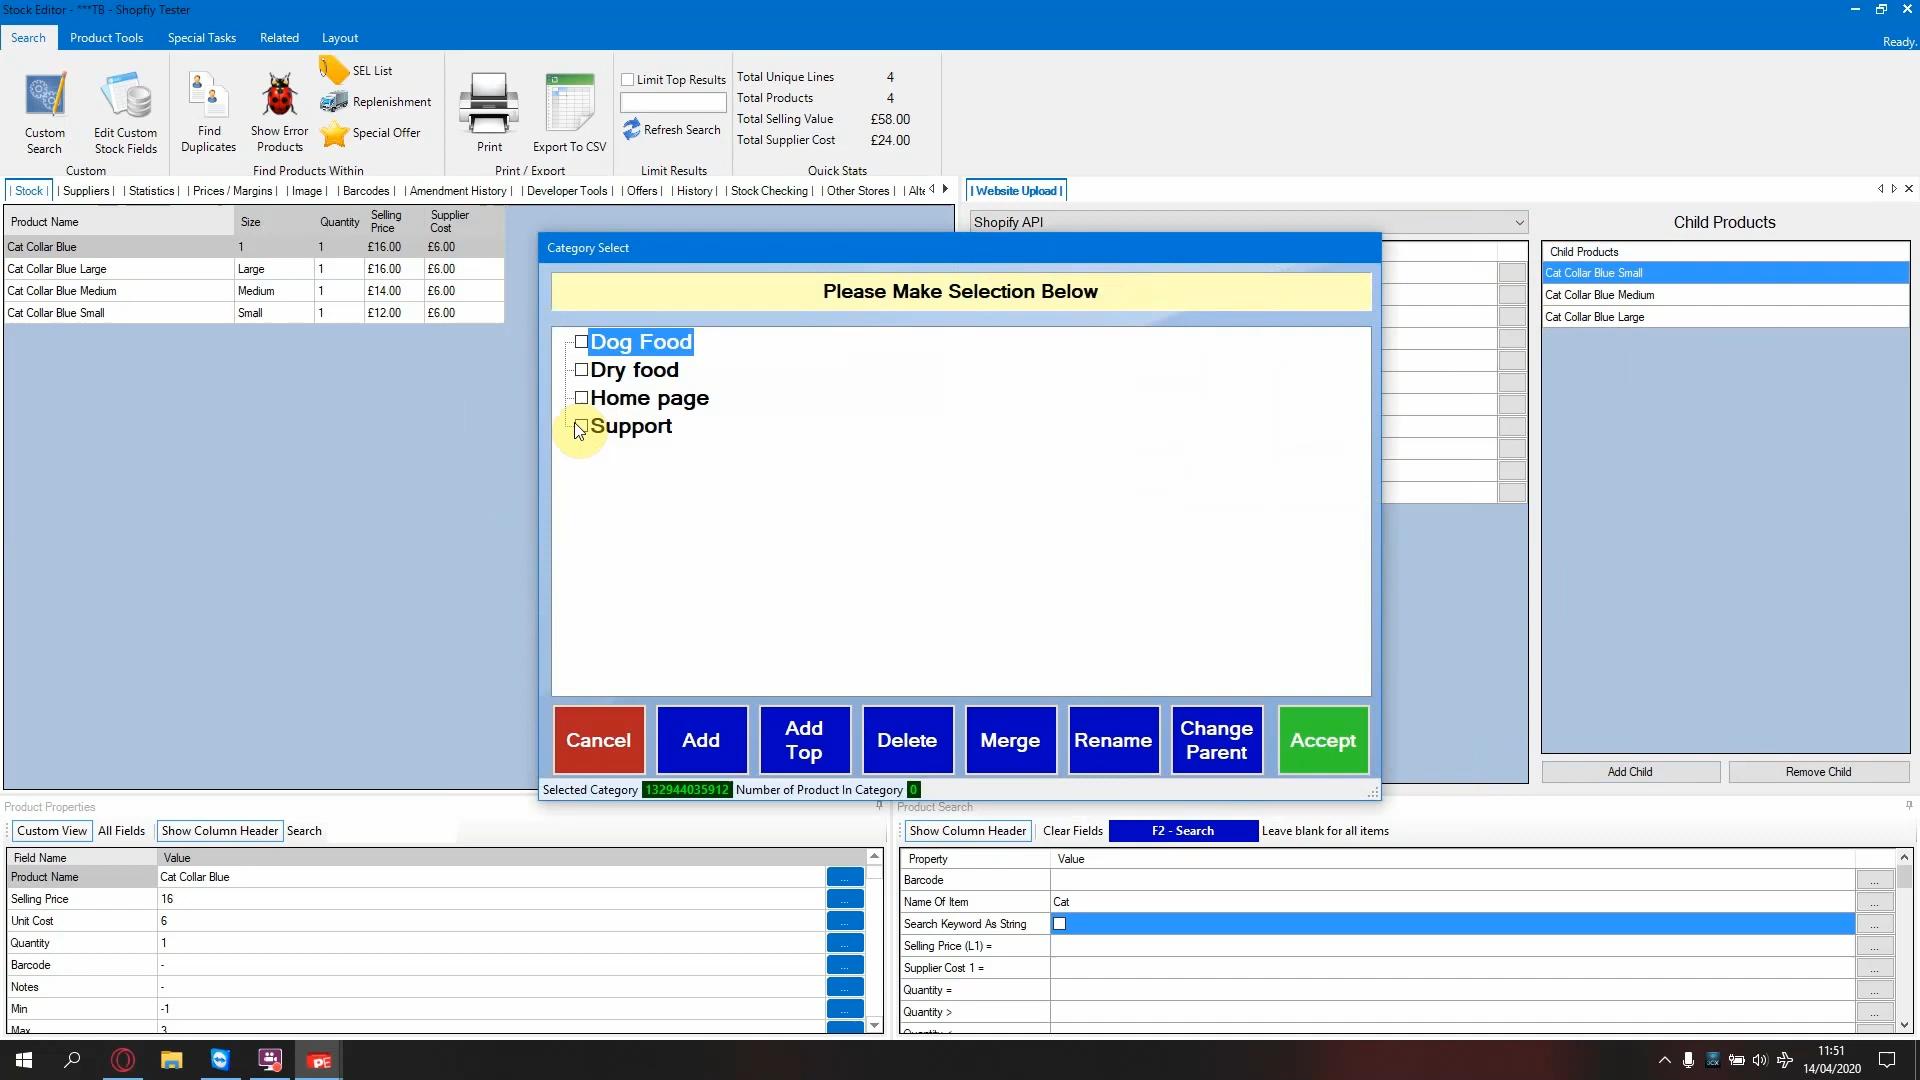 Stock Editor - ***TB - Shopfiy Tester
Search Product Tools Special Tasks Related Layout
Ready.
Custom Search
Edit Custom Stock Fields
Custom
Find Duplicates
Show Error Products
SEL List
Replenishment
Special Offer
Find Products Within
Print
Export To CSV
Print / Export
Limit Top Results
Refresh Search
Limit Results
Total Unique Lines 4
Total Products 4
Total Selling Value £58.00
Total Supplier Cost £24.00
Quick Stats
| Stock | | Suppliers | | Statistics | | Prices / Margins | | Image | | Barcodes | | Amendment History | | Developer Tools | | Offers | | History | | Stock Checking | | Other Stores | | Alte
| Website Upload |
Product Name Size Quantity Selling Price Supplier Cost
Cat Collar Blue 1 1 £16.00 £6.00
Cat Collar Blue Large Large 1 £16.00 £6.00
Cat Collar Blue Medium Medium 1 £14.00 £6.00
Cat Collar Blue Small Small 1 £12.00 £6.00
Shopify API
Child Products
Child Products
Cat Collar Blue Small
Cat Collar Blue Medium
Cat Collar Blue Large
Add Child Remove Child
Category Select
Please Make Selection Below
Dog Food
Dry food
Home page
Support
Cancel Add Add Top Delete Merge Rename Change Parent Accept
Selected Category 132944035912 Number of Product In Category 0
Product Properties
Custom View All Fields Show Column Header Search
Field Name Value
Product Name Cat Collar Blue ...
Selling Price 16 ...
Unit Cost 6 ...
Quantity 1 ...
Barcode - ...
Notes - ...
Min -1 ...
Max 3
Product Search
Show Column Header Clear Fields F2 - Search Leave blank for all items
Property Value
Barcode ...
Name Of Item Cat ...
Search Keyword As String ...
Selling Price (L1) = ...
Supplier Cost 1 = ...
Quantity = ...
Quantity > ...
Quantity <
PE
3CX
11:51
14/04/2020